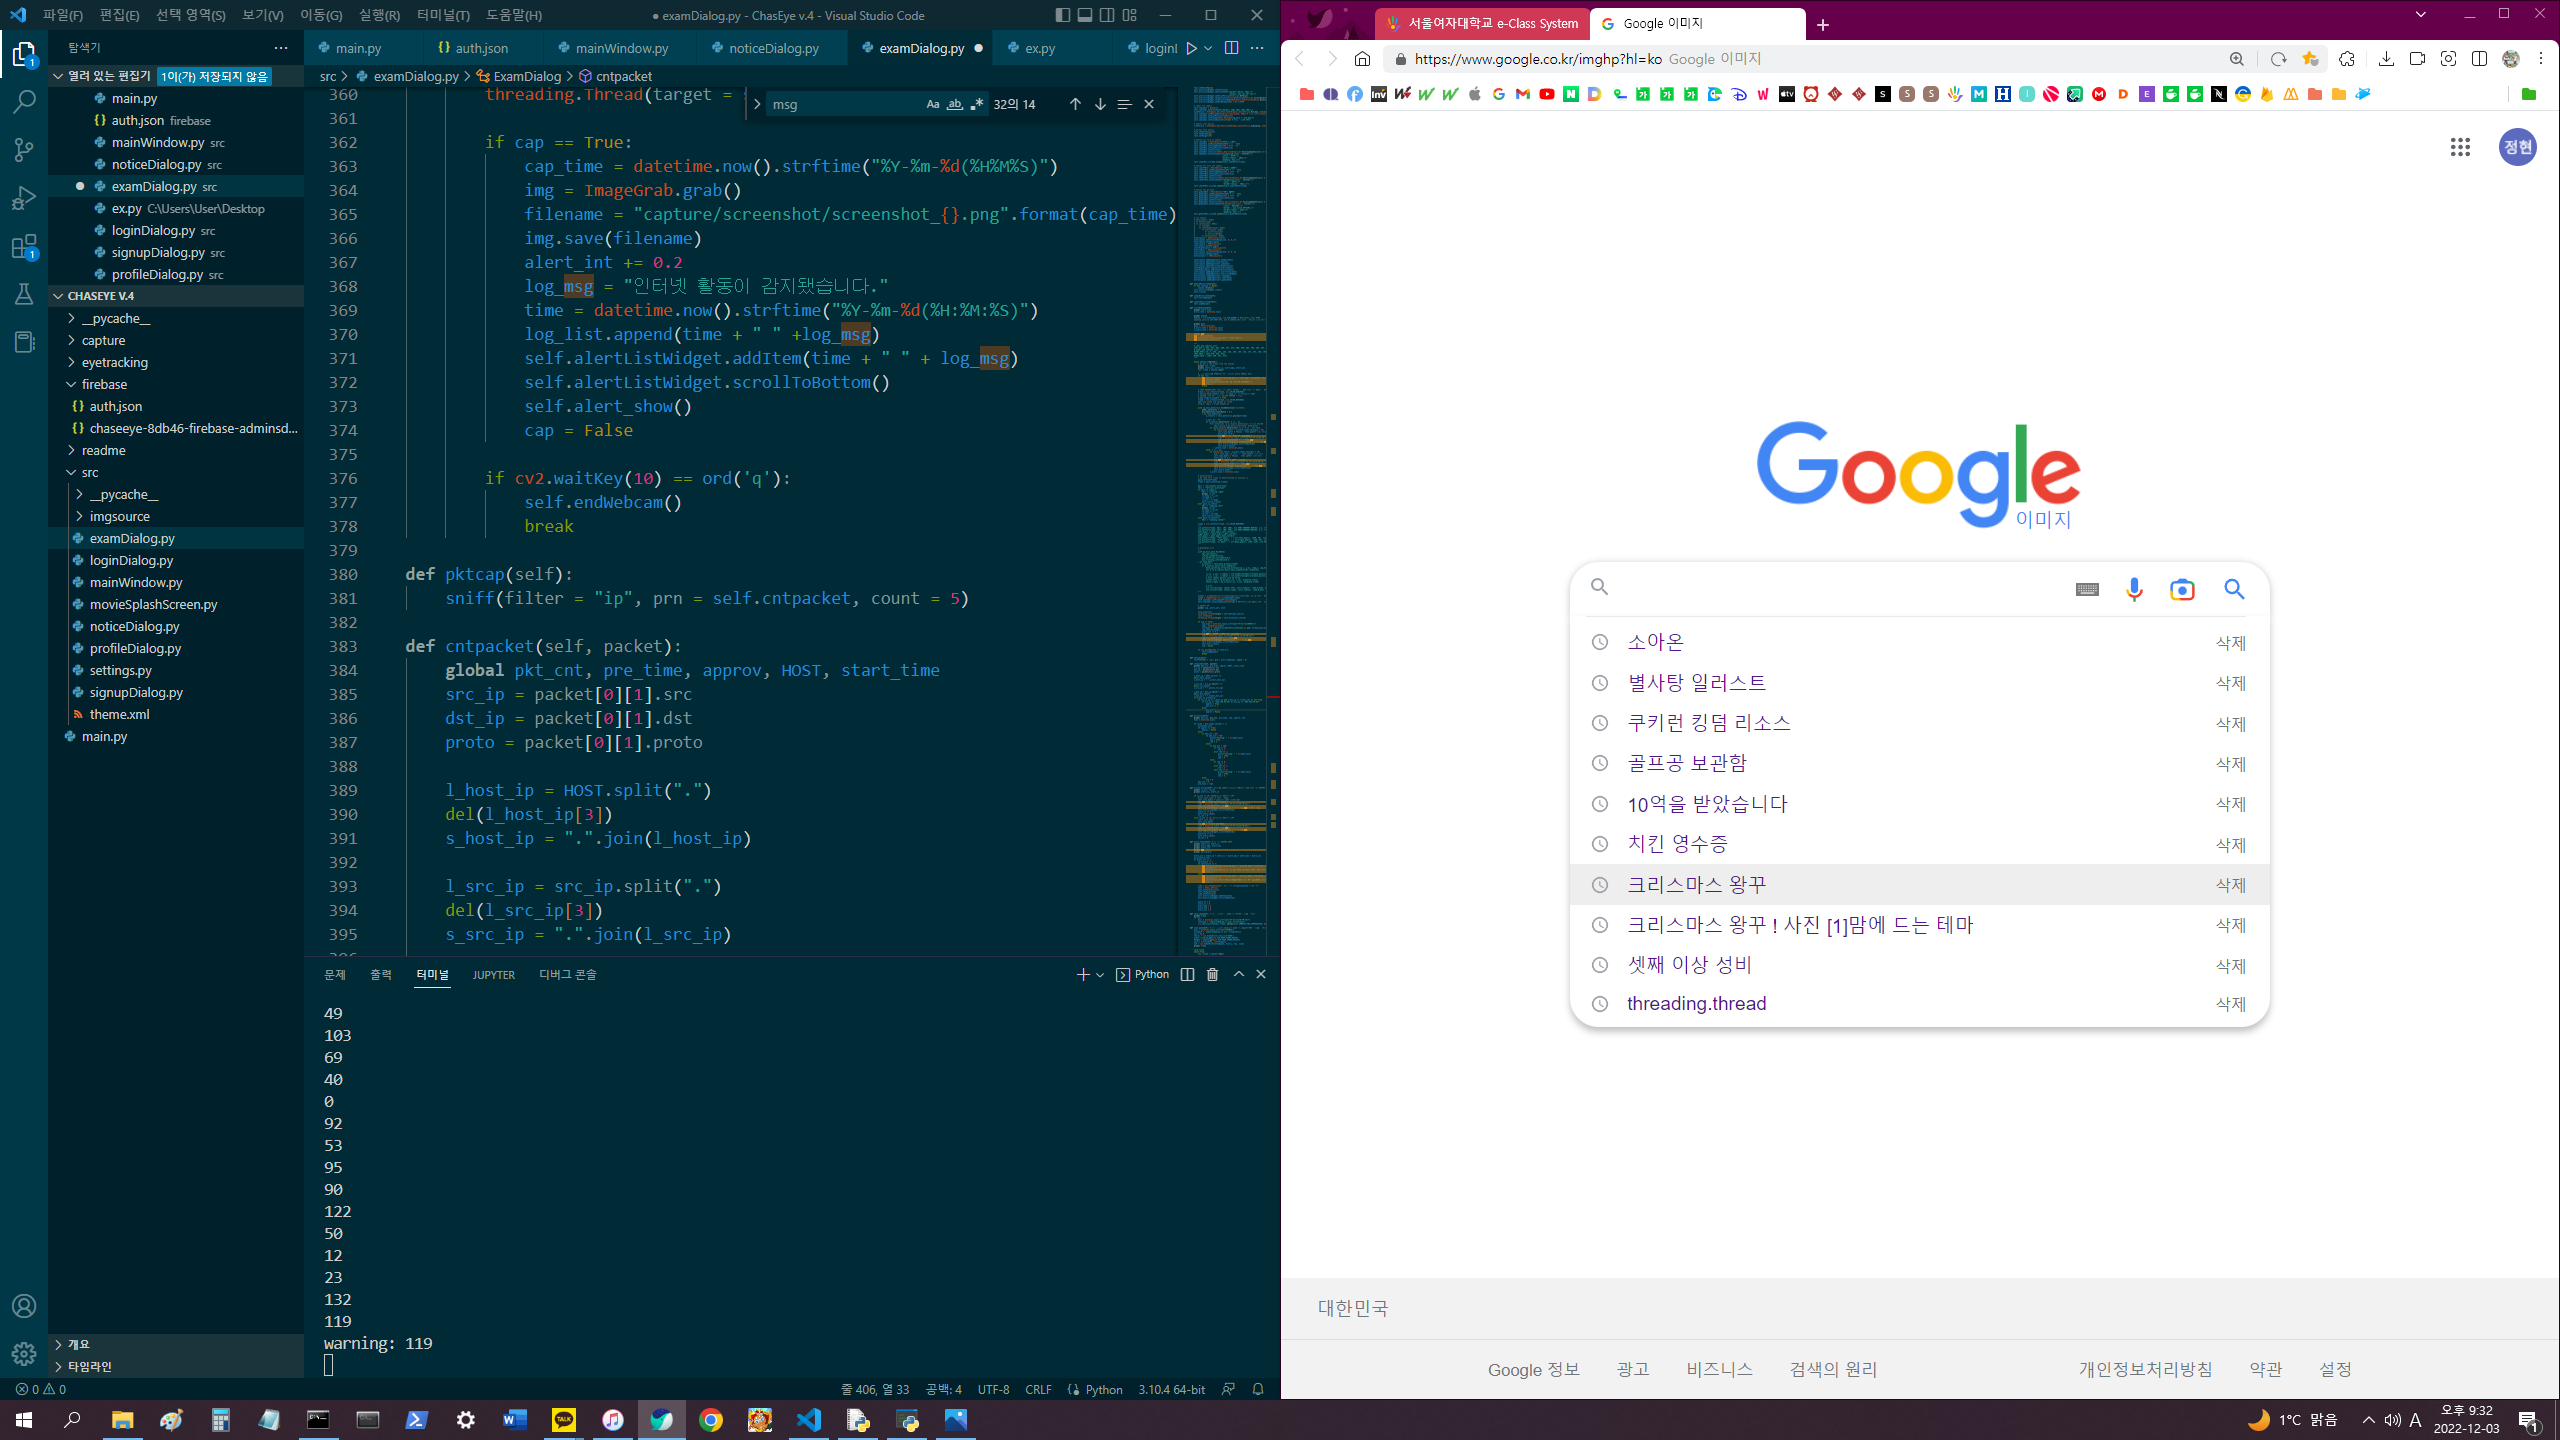 파일(F) 편집(E) 선택 영역(S) 보기(V) 이동(G) 실행(R) 터미널(T) 도움말(H)
● examDialog.py - ChasEye v.4 - Visual Studio Code
탐색기
열려 있는 편집기 1이(가) 저장되지 않음
main.py
auth.json firebase
mainWindow.py src
noticeDialog.py src
examDialog.py src
ex.py C:\Users\User\Desktop
loginDialog.py src
signupDialog.py src
profileDialog.py src
CHASEYE V.4
__pycache__
capture
eyetracking
firebase
auth.json
chaseeye-8db46-firebase-adminsd...
readme
src
__pycache__
imgsource
examDialog.py
loginDialog.py
mainWindow.py
movieSplashScreen.py
noticeDialog.py
profileDialog.py
settings.py
signupDialog.py
theme.xml
main.py
개요
타임라인
main.py auth.json mainWindow.py noticeDialog.py examDialog.py ex.py loginI
src > examDialog.py > ExamDialog > cntpacket
msg Aa ab 32의 14
360 threading.Thread(target =
361
362 if cap == True:
363 cap_time = datetime.now().strftime("%Y-%m-%d(%H%M%S)")
364 img = ImageGrab.grab()
365 filename = "capture/screenshot/screenshot_{}.png".format(cap_time)
366 img.save(filename)
367 alert_int += 0.2
368 log_msg = "인터넷 활동이 감지됐습니다."
369 time = datetime.now().strftime("%Y-%m-%d(%H:%M:%S)")
370 log_list.append(time + " " +log_msg)
371 self.alertListWidget.addItem(time + " " + log_msg)
372 self.alertListWidget.scrollToBottom()
373 self.alert_show()
374 cap = False
375
376 if cv2.waitKey(10) == ord('q'):
377 self.endWebcam()
378 break
379
380 def pktcap(self):
381 sniff(filter = "ip", prn = self.cntpacket, count = 5)
382
383 def cntpacket(self, packet):
384 global pkt_cnt, pre_time, approv, HOST, start_time
385 src_ip = packet[0][1].src
386 dst_ip = packet[0][1].dst
387 proto = packet[0][1].proto
388
389 l_host_ip = HOST.split(".")
390 del(l_host_ip[3])
391 s_host_ip = ".".join(l_host_ip)
392
393 l_src_ip = src_ip.split(".")
394 del(l_src_ip[3])
395 s_src_ip = ".".join(l_src_ip)
문제 출력 터미널 JUPYTER 디버그 콘솔
Python
49
103
69
40
0
92
53
95
90
122
50
12
23
132
119
warning: 119
0 0
줄 406, 열 33 공백: 4 UTF-8 CRLF Python 3.10.4 64-bit
서울여자대학교 e-Class System
Google 이미지
https://www.google.co.kr/imghp?hl=ko Google 이미지
정현
Google
이미지
소아온 삭제
별사탕 일러스트 삭제
쿠키런 킹덤 리소스 삭제
골프공 보관함 삭제
10억을 받았습니다 삭제
치킨 영수증 삭제
크리스마스 왕꾸 삭제
크리스마스 왕꾸 ! 사진 [1]맘에 드는 테마 삭제
셋째 이상 성비 삭제
threading.thread 삭제
대한민국
Google 정보 광고 비즈니스 검색의 원리 개인정보처리방침 약관 설정
1°C 맑음 A 오후 9:32
2022-12-03
1